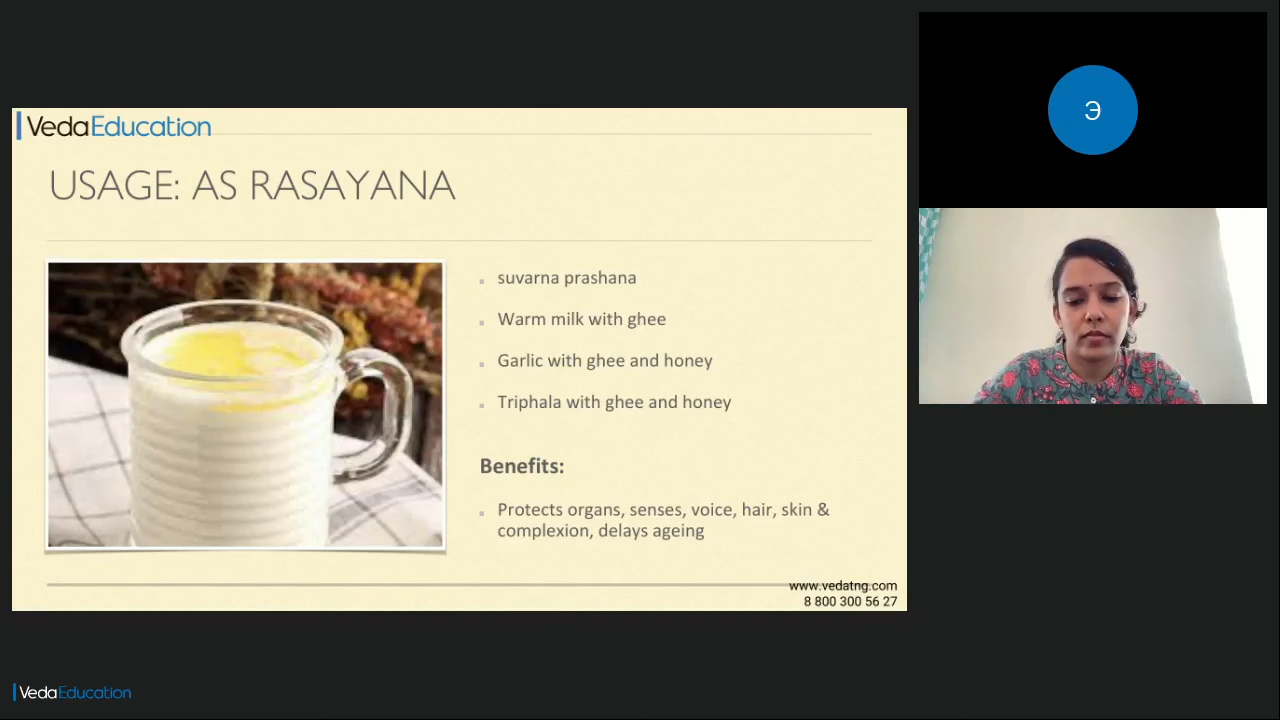 VedaEducation
USAGE: AS RASAYANA
suvarna prashana
Warm milk with ghee
Garlic with ghee and honey
Triphala with ghee and honey
Benefits:
Protects organs, senses, voice, hair, skin &
complexion, delays ageing
www.vedatng.com
8 800 300 56 27
Э
VedaEducation